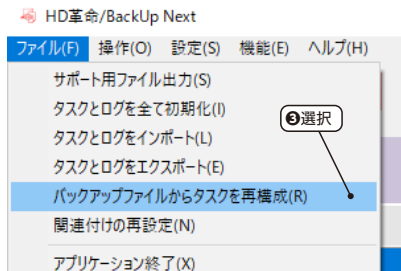 HD革命/BackUp Next
ファイル(F) 操作(O) 設定(S) 機能(E) ヘルプ(H)
サポート用ファイル出力(S)
タスクとログを全て初期化(I)
❸選択
タスクとログをインポート(L)
タスクとログをエクスポート(E)
バックアップファイルからタスクを再構成(R)
関連付けの再設定(N)
アプリケーション終了(X)